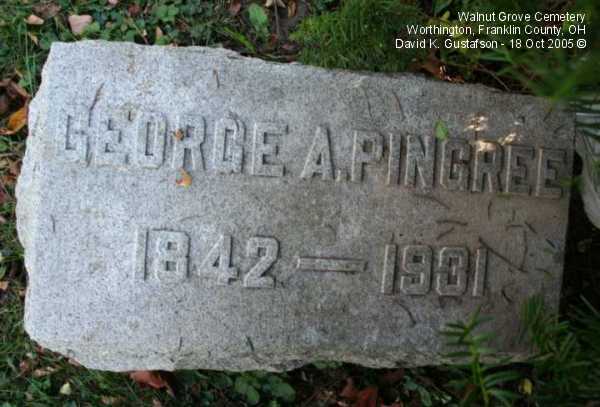 Walnut Grove Cemetery
Worthington, Franklin County, OH
David K. Gustafson - 18 Oct 2005 ©
GEORGE A. PINGREE
1842 — 1931